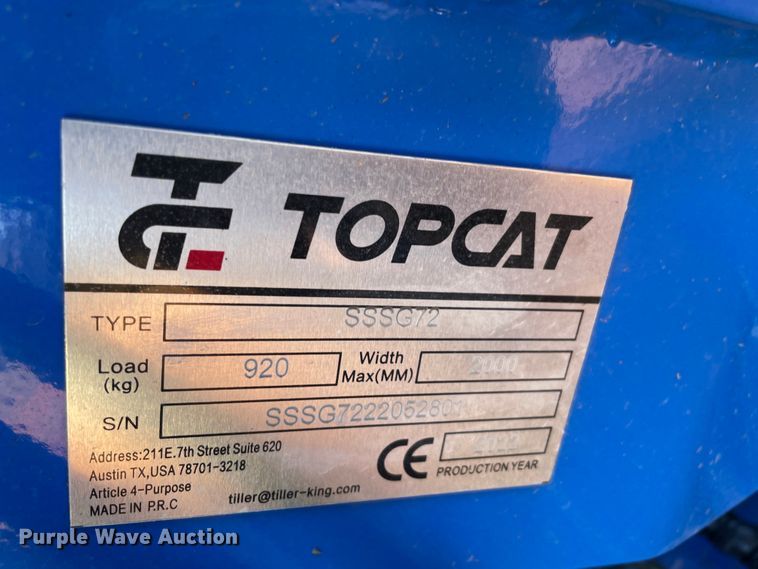 TOPCAT
TYPE SSSG72
Load (kg) 920 Width Max(MM) 2000
S/N
CE
PRODUCTION YEAR
Address:211E.7th Street Suite 620
Austin TX,USA 78701-3218
Article 4-Purpose
MADE IN P.R.C
tiller@tiller-king.com
Purple Wave Auction